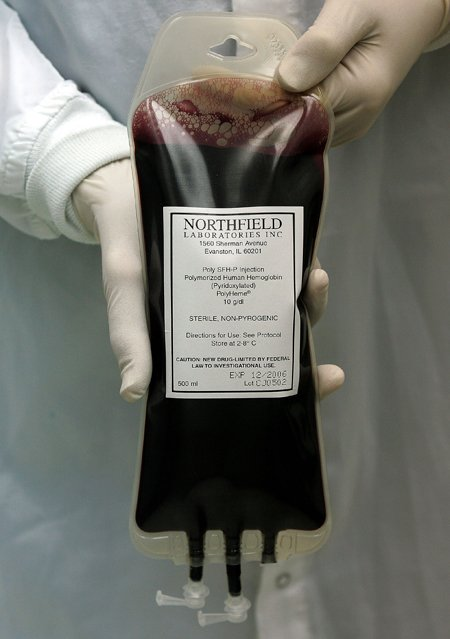 NORTHFIELD
LABORATORIES INC
1560 Sherman Avenue
Evanston, IL 60201
Poly SFH-P Injection
Polymerized Human Hemoglobin
(Pyridoxylated)
PolyHeme®
10 g/dl
STERILE, NON-PYROGENIC
Directions for Use: See Protocol
Store at 2-8° C
CAUTION: NEW DRUG-LIMITED BY FEDERAL
LAW TO INVESTIGATIONAL USE.
EXP 12/2006
500 ml Lot